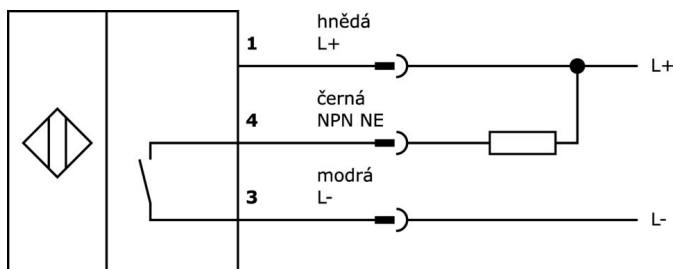 hnědá
1 L+
L+
černá
4 NPN NE
modrá
3 L-
L-